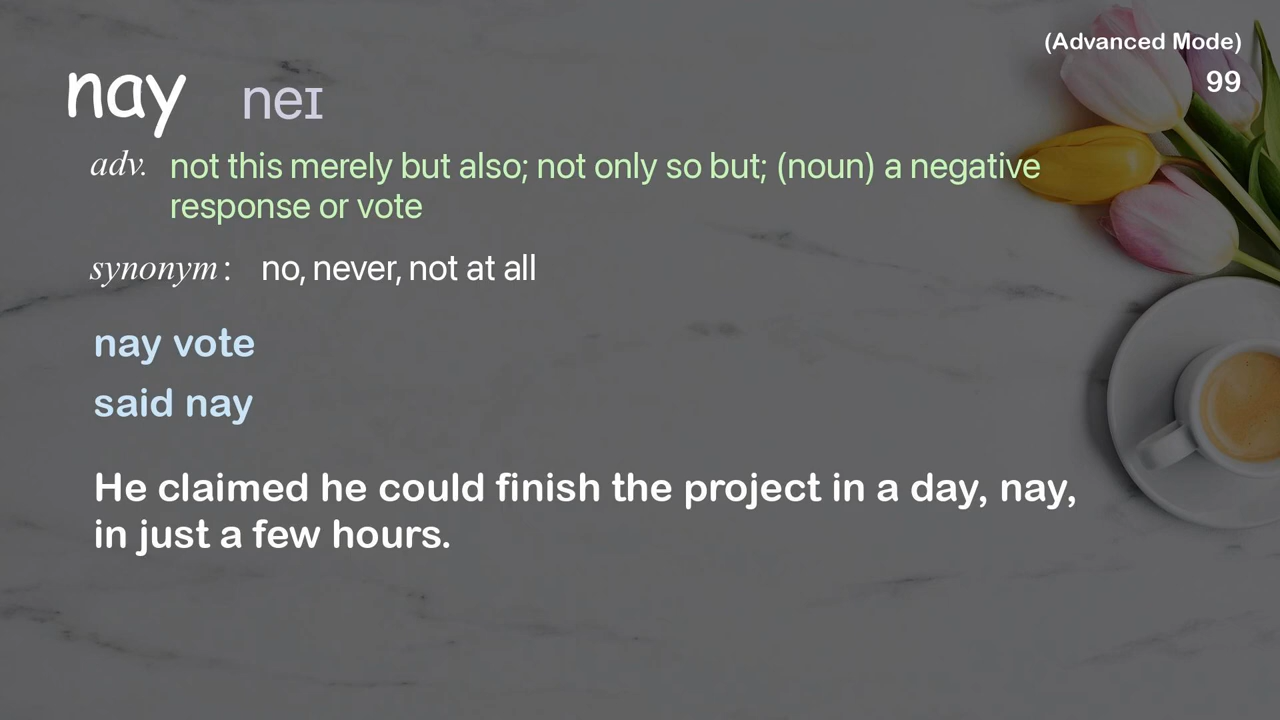 (Advanced Mode)
99
nay neɪ
adv. not this merely but also; not only so but; (noun) a negative
response or vote
synonym: no, never, not at all
nay vote
said nay
He claimed he could finish the project in a day, nay,
in just a few hours.